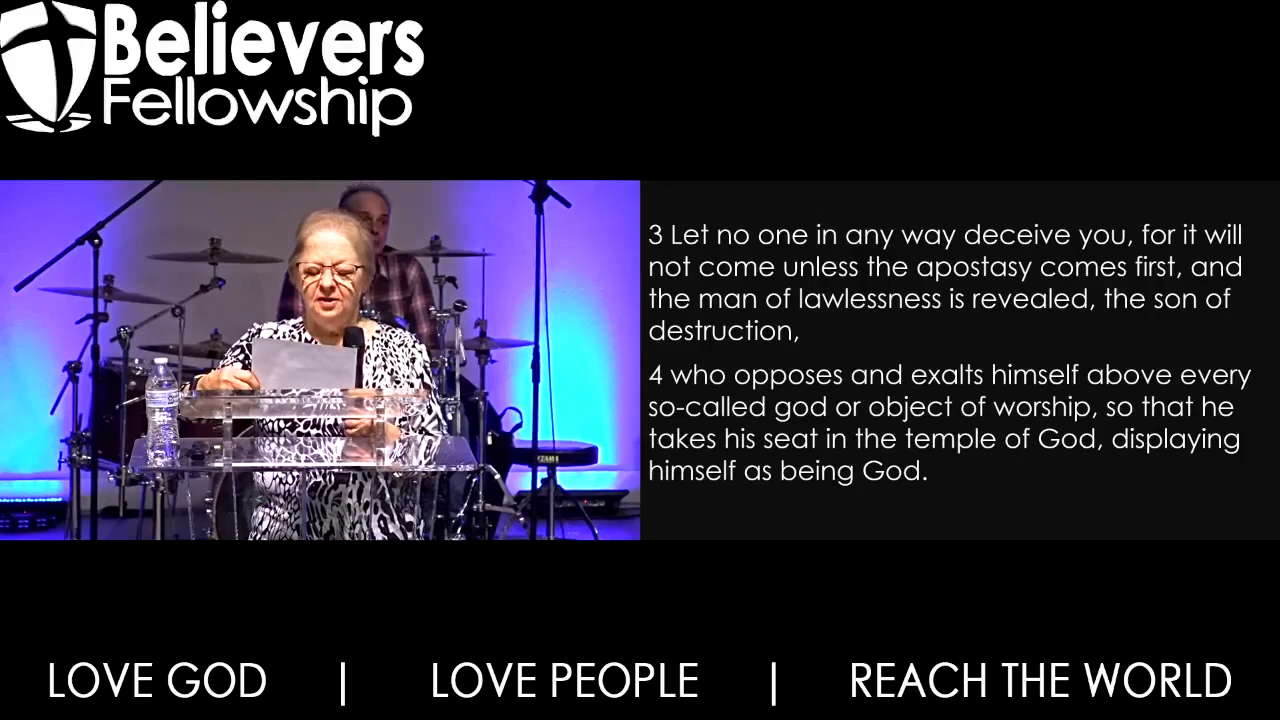 Believers
Fellowship
3 Let no one in any way deceive you, for it will
not come unless the apostasy comes first, and
the man of lawlessness is revealed, the son of
destruction,
4 who opposes and exalts himself above every
so-called god or object of worship, so that he
takes his seat in the temple of God, displaying
himself as being God.
TAMA
LOVE GOD | LOVE PEOPLE | REACH THE WORLD